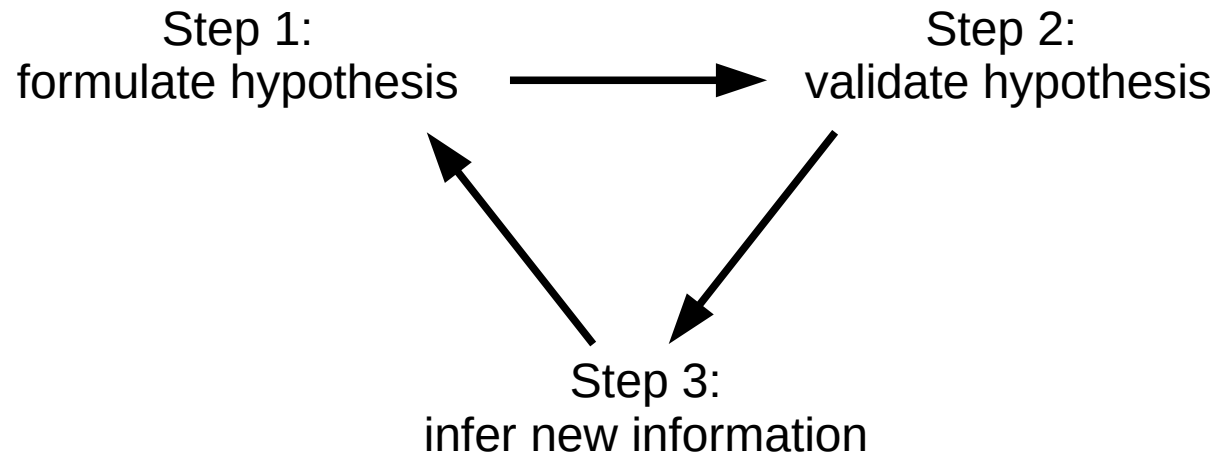 Step 1:
formulate hypothesis
Step 2:
validate hypothesis
Step 3:
infer new information